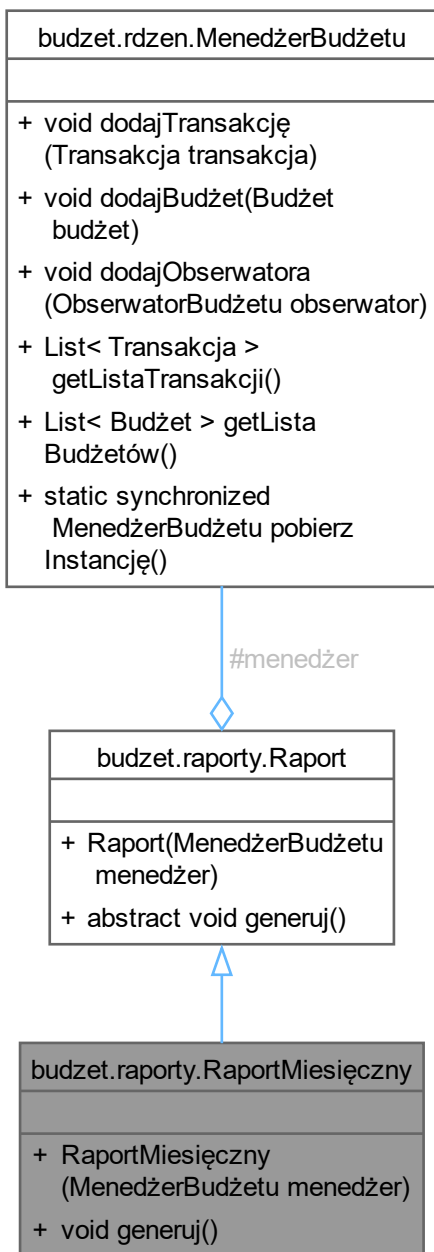 budzet.rdzen.MenedżerBudżetu
+ void dodajTransakcję
(Transakcja transakcja)
+ void dodajBudżet(Budżet
budżet)
+ void dodajObserwatora
(ObserwatorBudżetu obserwator)
+ List< Transakcja >
getListaTransakcji()
+ List< Budżet > getLista
Budżetów()
+ static synchronized
MenedżerBudżetu pobierz
Instancję()
#menedżer
budzet.raporty.Raport
+ Raport(MenedżerBudżetu
menedżer)
+ abstract void generuj()
budzet.raporty.RaportMiesięczny
+ RaportMiesięczny
(MenedżerBudżetu menedżer)
+ void generuj()